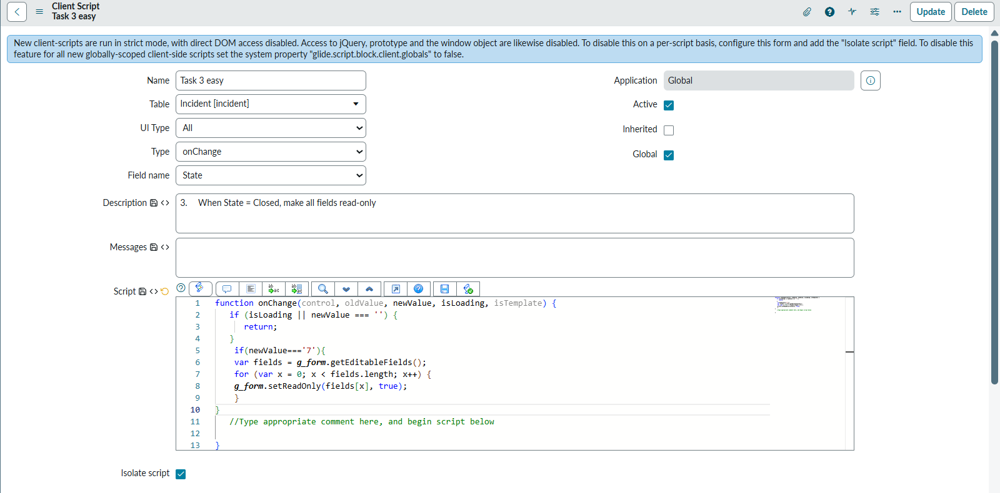 Client Script
Task 3 easy
Update
Delete
New client-scripts are run in strict mode, with direct DOM access disabled. Access to jQuery, prototype and the window object are likewise disabled. To disable this on a per-script basis, configure this form and add the "Isolate script" field. To disable this
feature for all new globally-scoped client-side scripts set the system property "glide.script.block.client.globals" to false.
Name
Task 3 easy
Application
Global
Table
Incident [incident]
Active
UI Type
All
Inherited
Type
onChange
Global
Field name
State
Description
3. When State = Closed, make all fields read-only
Messages
Script
1 function onChange(control, oldValue, newValue, isLoading, isTemplate) {
2 if (isLoading || newValue === '') {
3 return;
4 }
5 if(newValue==='7'){
6 var fields = g_form.getEditableFields();
7 for (var x = 0; x < fields.length; x++) {
8 g_form.setReadOnly(fields[x], true);
9 }
10 }
11 //Type appropriate comment here, and begin script below
12
13 }
Isolate script